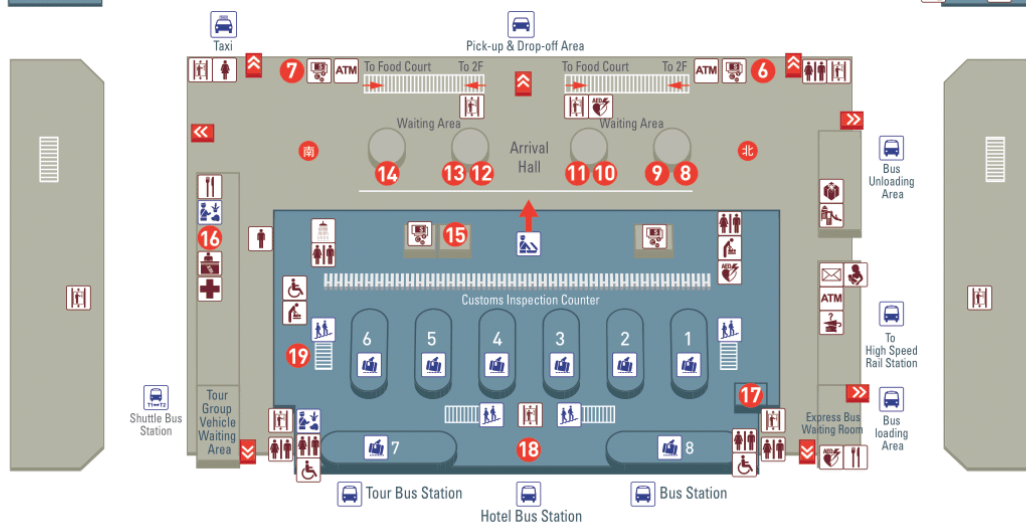 Taxi
Pick-up & Drop-off Area
7
ATM
To Food Court
To 2F
To Food Court
To 2F
ATM
6
AED
Waiting Area
Waiting Area
南
Arrival
Hall
北
14
13
12
11
10
9
8
Bus
Unloading
Area
16
15
AED
Customs Inspection Counter
ATM
?
6
5
4
3
2
1
19
To
High Speed
Rail Station
17
T1↔T2
Shuttle Bus
Station
Tour
Group
Vehicle
Waiting
Area
Express Bus
Waiting Room
Bus
loading
Area
7
18
8
AED
Tour Bus Station
Hotel Bus Station
Bus Station